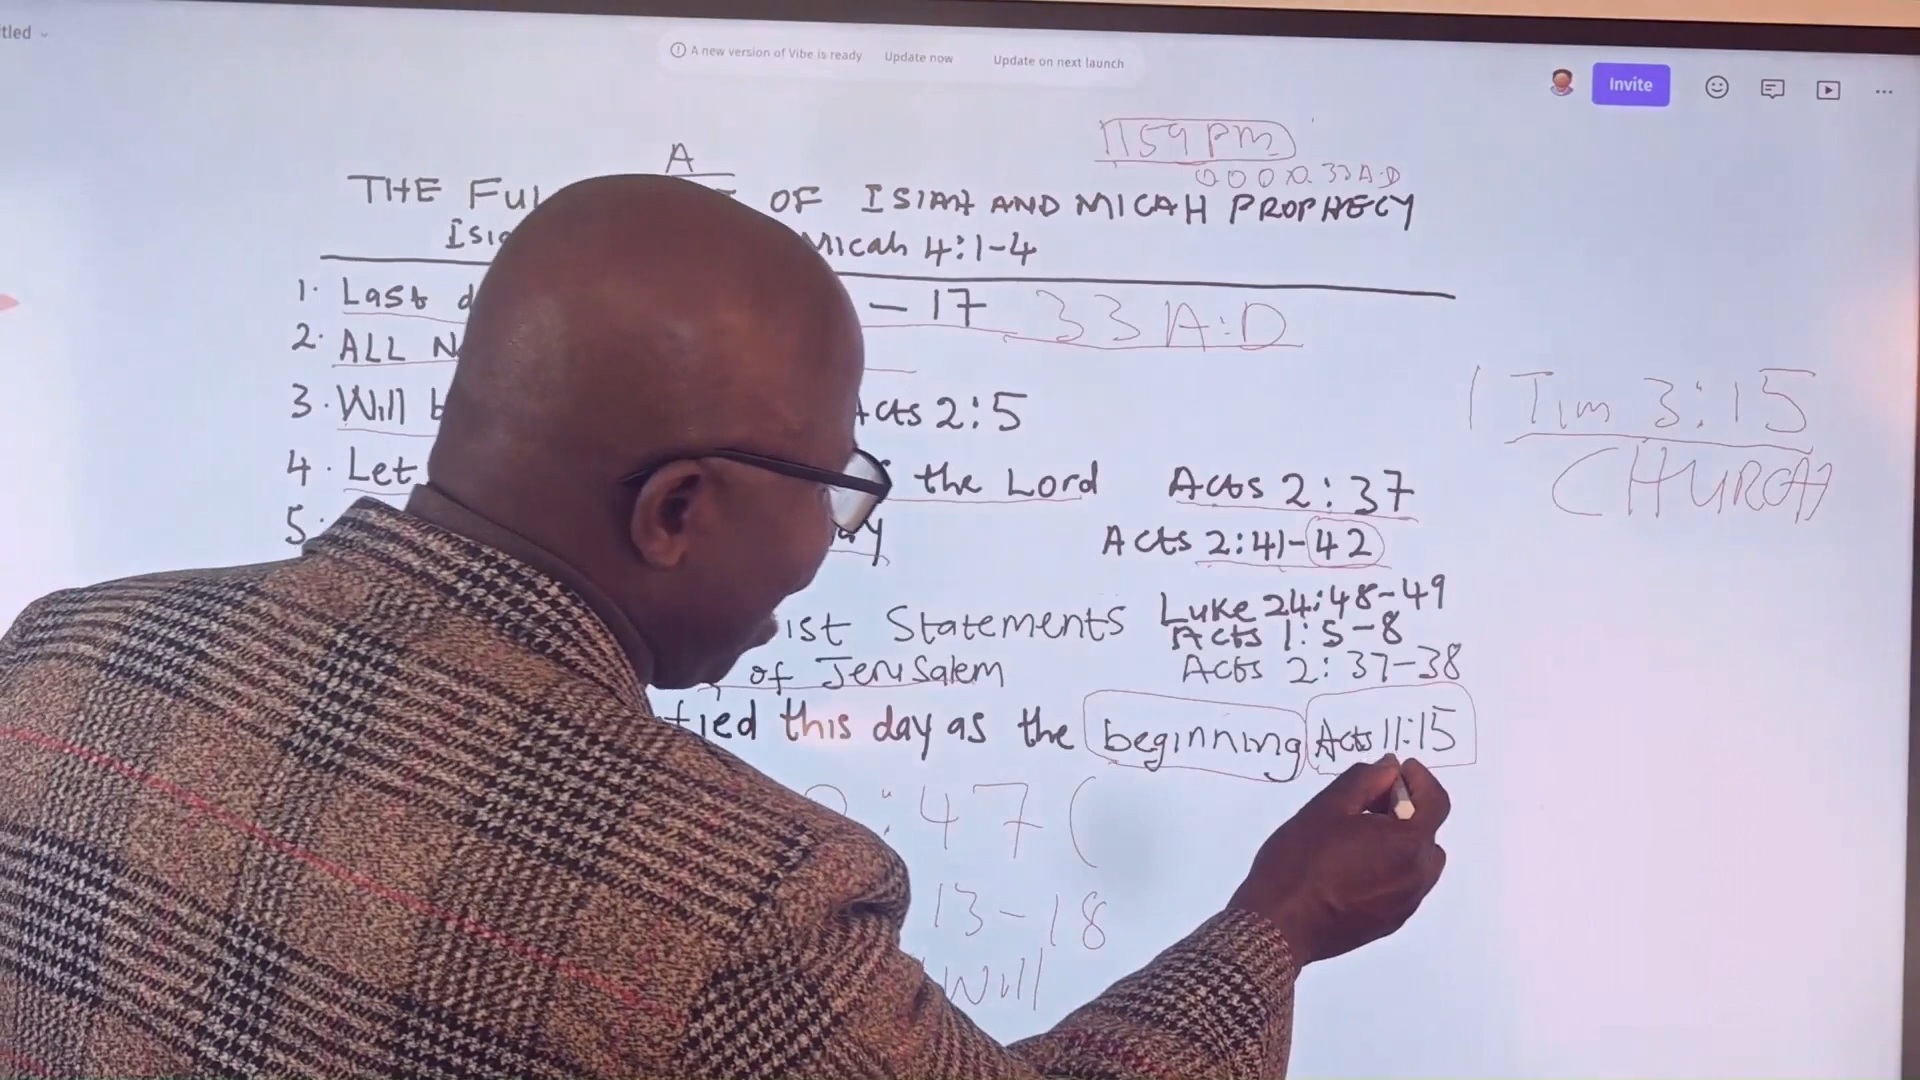 tled
A new version of Vibe is ready Update now Update on next launch
Invite
1159 PM
33 A.D
A
THE FUL OF ISIAH AND MICAH PROPHECY
Isia Micah 4:1-4
1. Last d - 17 33 A.D
2. ALL N
3. Will b Acts 2:5
4. Let the Lord Acts 2:37
5. Acts 2:41-42
ist Statements Luke 24:48-49
Acts 1:5-8
of Jerusalem Acts 2:37-38
fied this day as the beginning Acts 11:15
:47(
13-18
Will
1 Tim 3:15
CHURCH